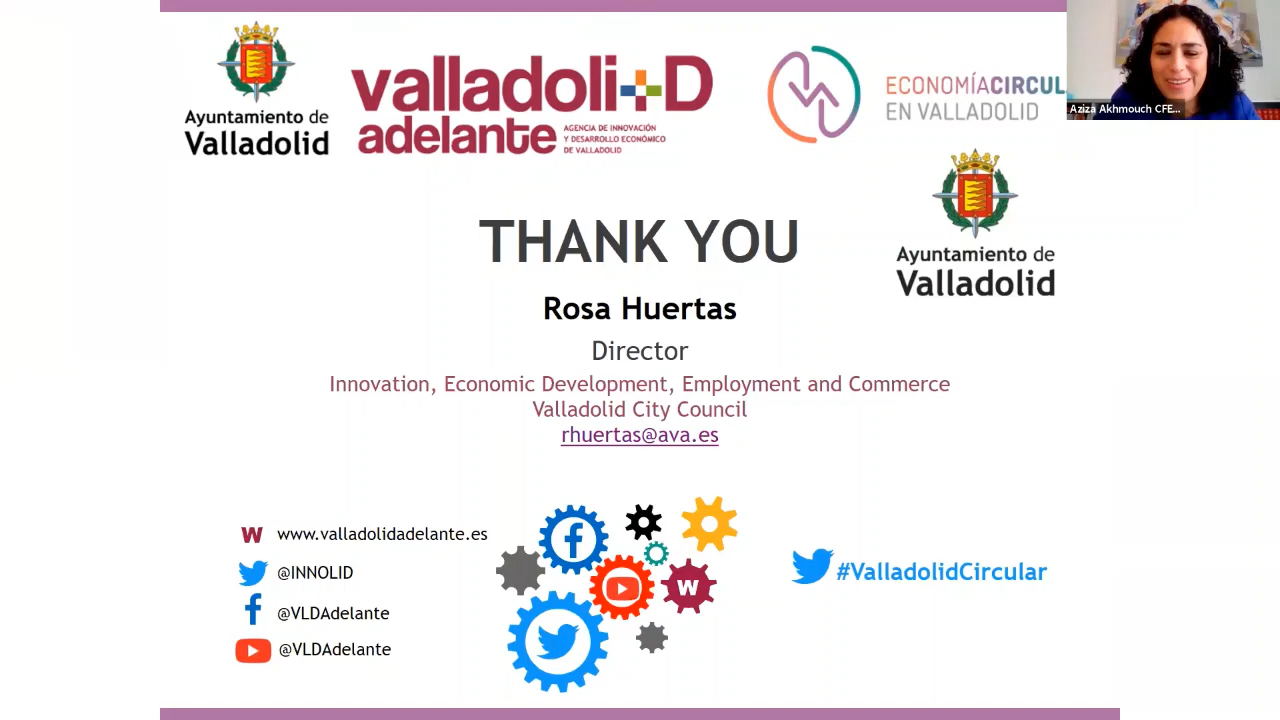 Ayuntamiento de
Valladolid
valladoli+D
adelante
AGENCIA DE INNOVACIÓN
Y DESARROLLO ECONÓMICO
DE VALLADOLID
ECONOMÍACIRCUL
EN VALLADOLID
Aziza Akhmouch CFE...
Ayuntamiento de
Valladolid
THANK YOU
Rosa Huertas
Director
Innovation, Economic Development, Employment and Commerce
Valladolid City Council
rhuertas@ava.es
www.valladolidadelante.es
@INNOLID
@VLDAdelante
@VLDAdelante
#ValladolidCircular